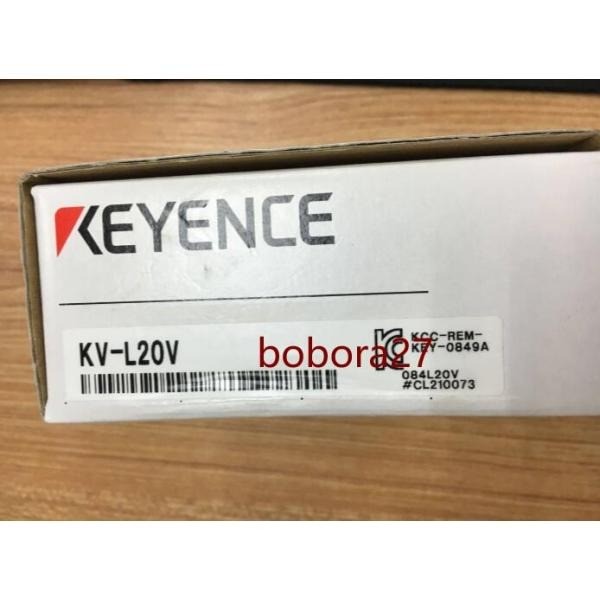 KEYENCE
KV-L20V
bobora27
KCC-REM-
KEY-0849A
084L20V
#CL210073